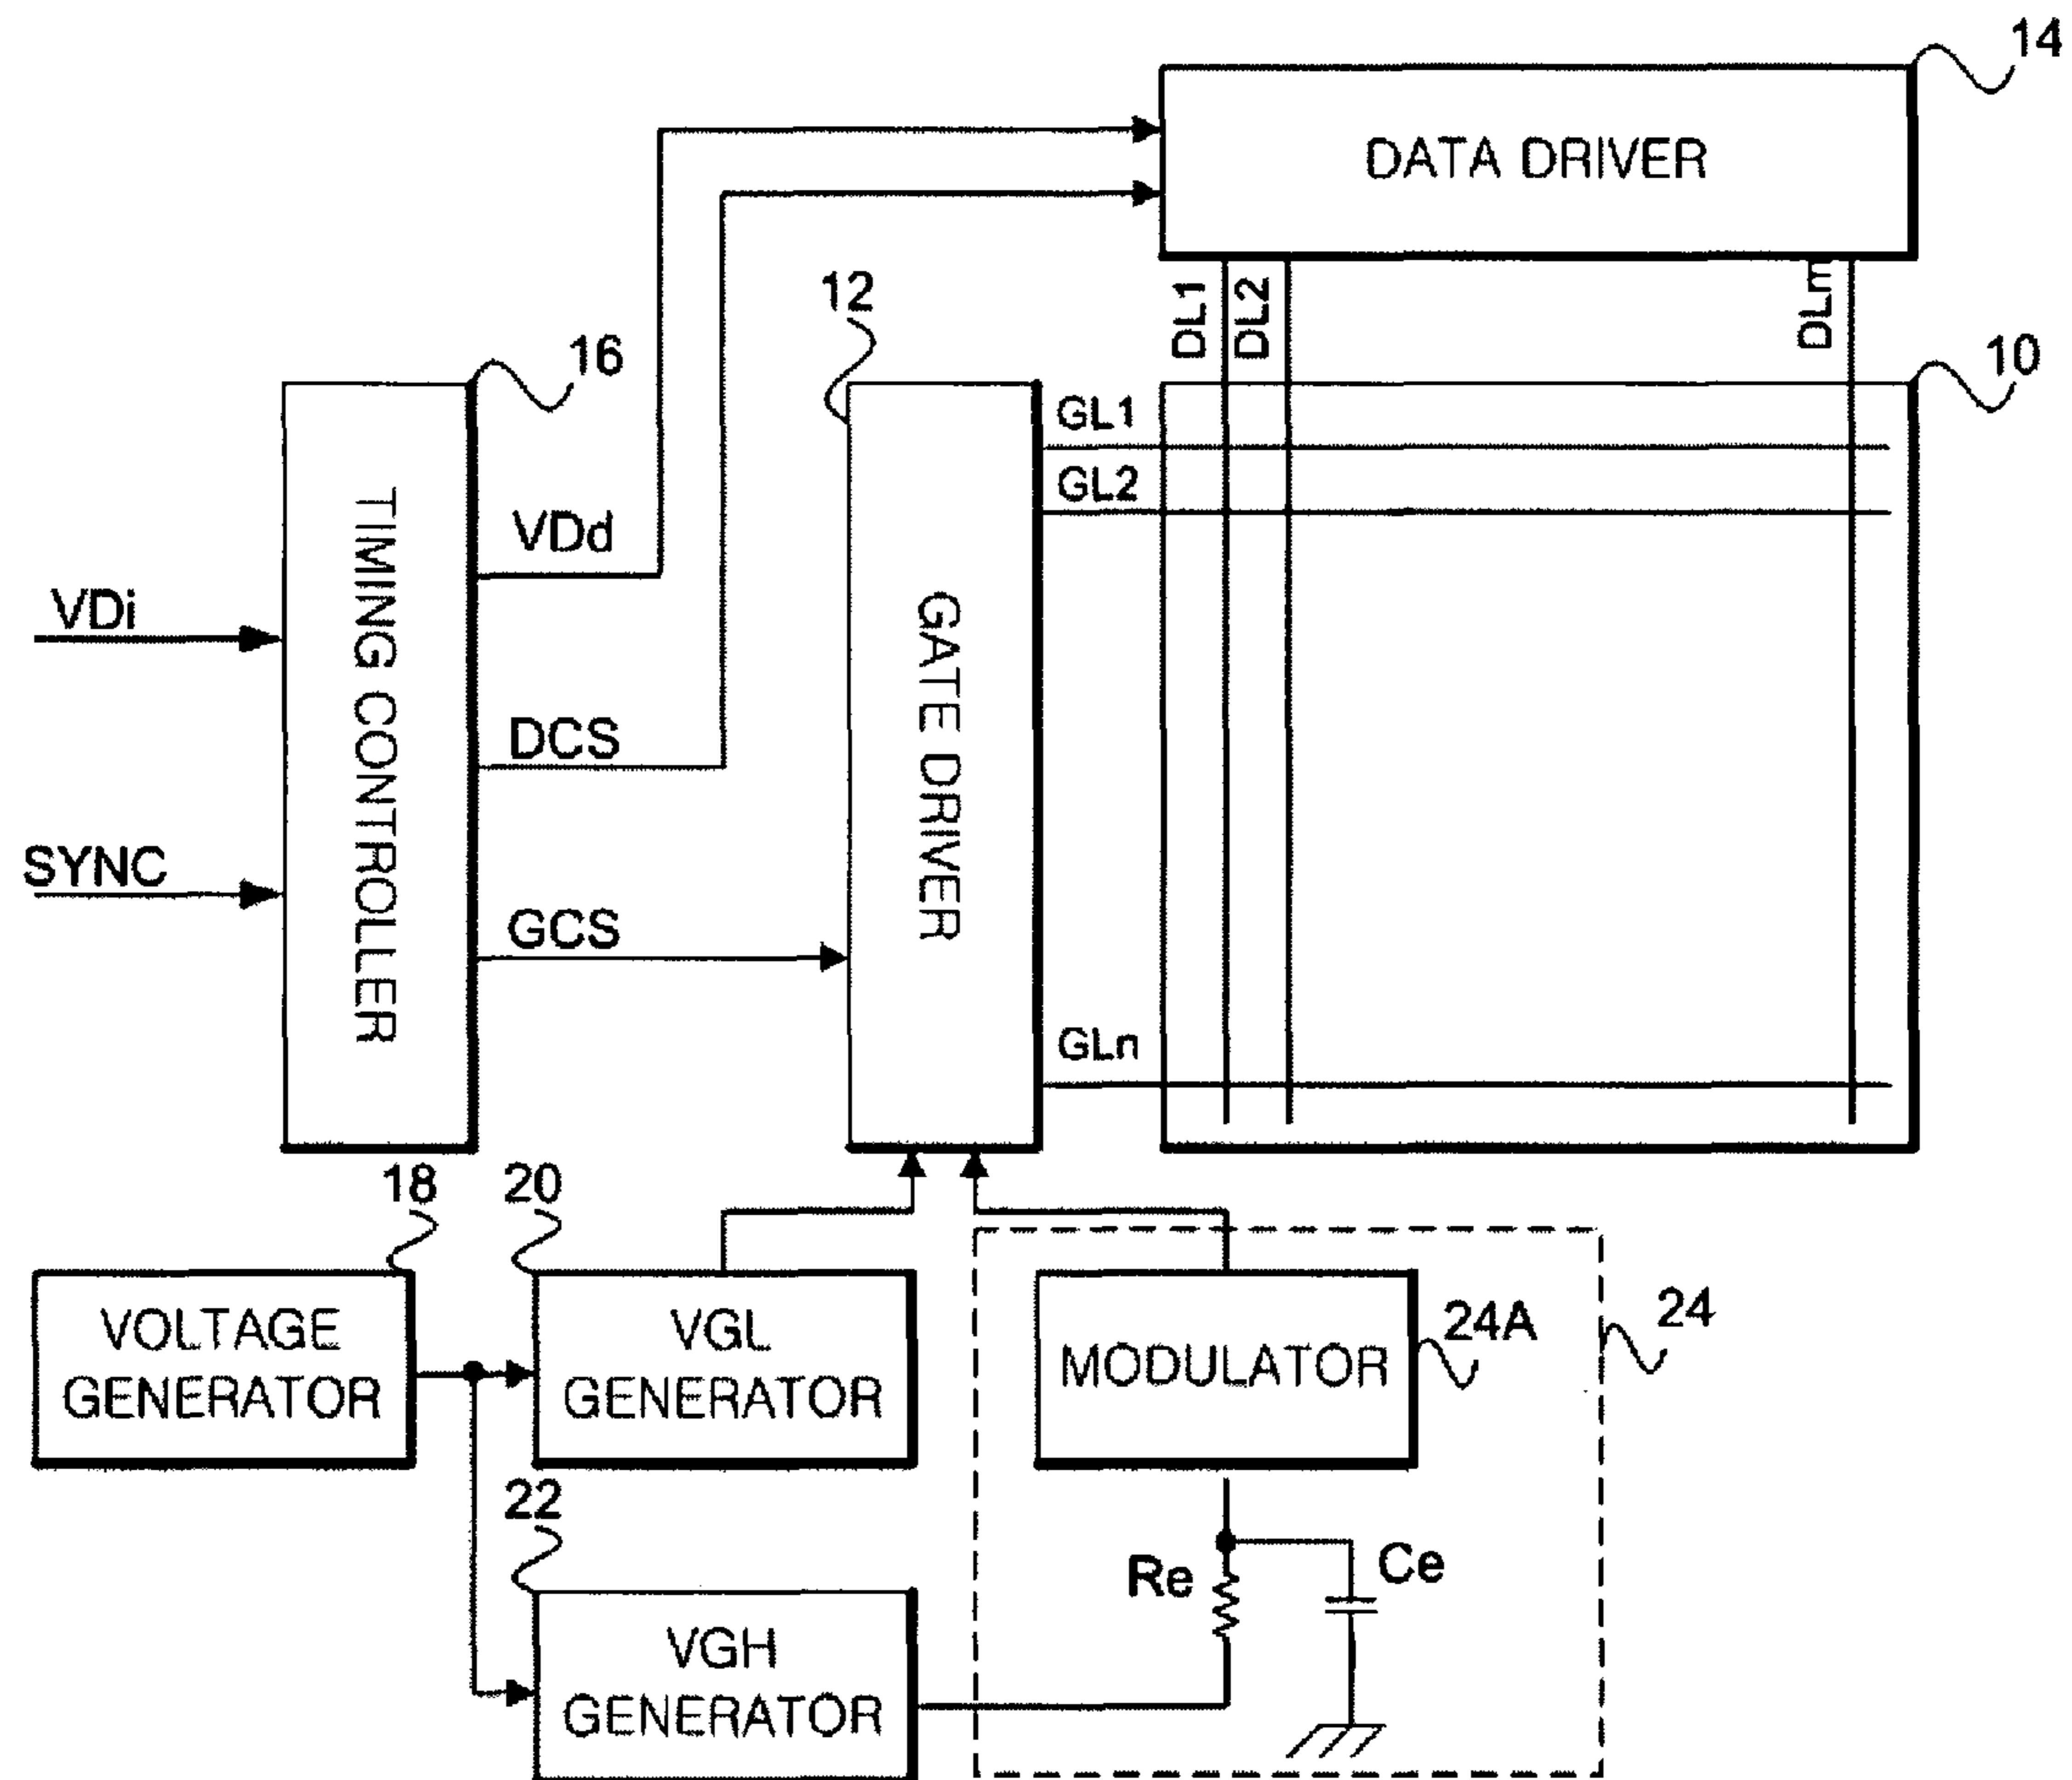 14
DATA DRIVER
12
DL1
DL2
DLm
16
10
GL1
GL2
TIMING CONTROLLER
VDd
GATE DRIVER
VDi
DCS
SYNC
GCS
GLn
18
20
VOLTAGE
GENERATOR
VGL
GENERATOR
MODULATOR
24A
24
22
Re
Ce
VGH
GENERATOR